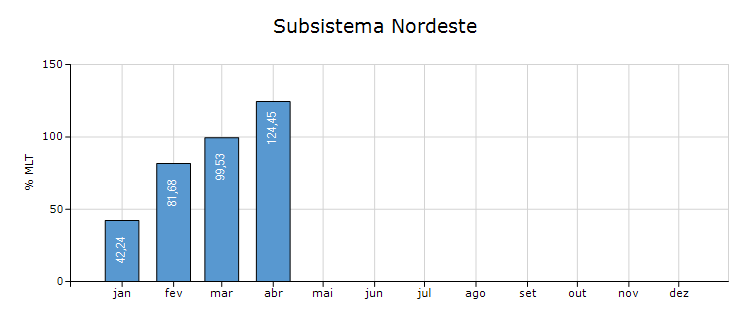 Subsistema Nordeste
150
100
50
0
% MLT
42,24
81,68
99,53
124,45
jan fev mar abr mai jun jul ago set out nov dez